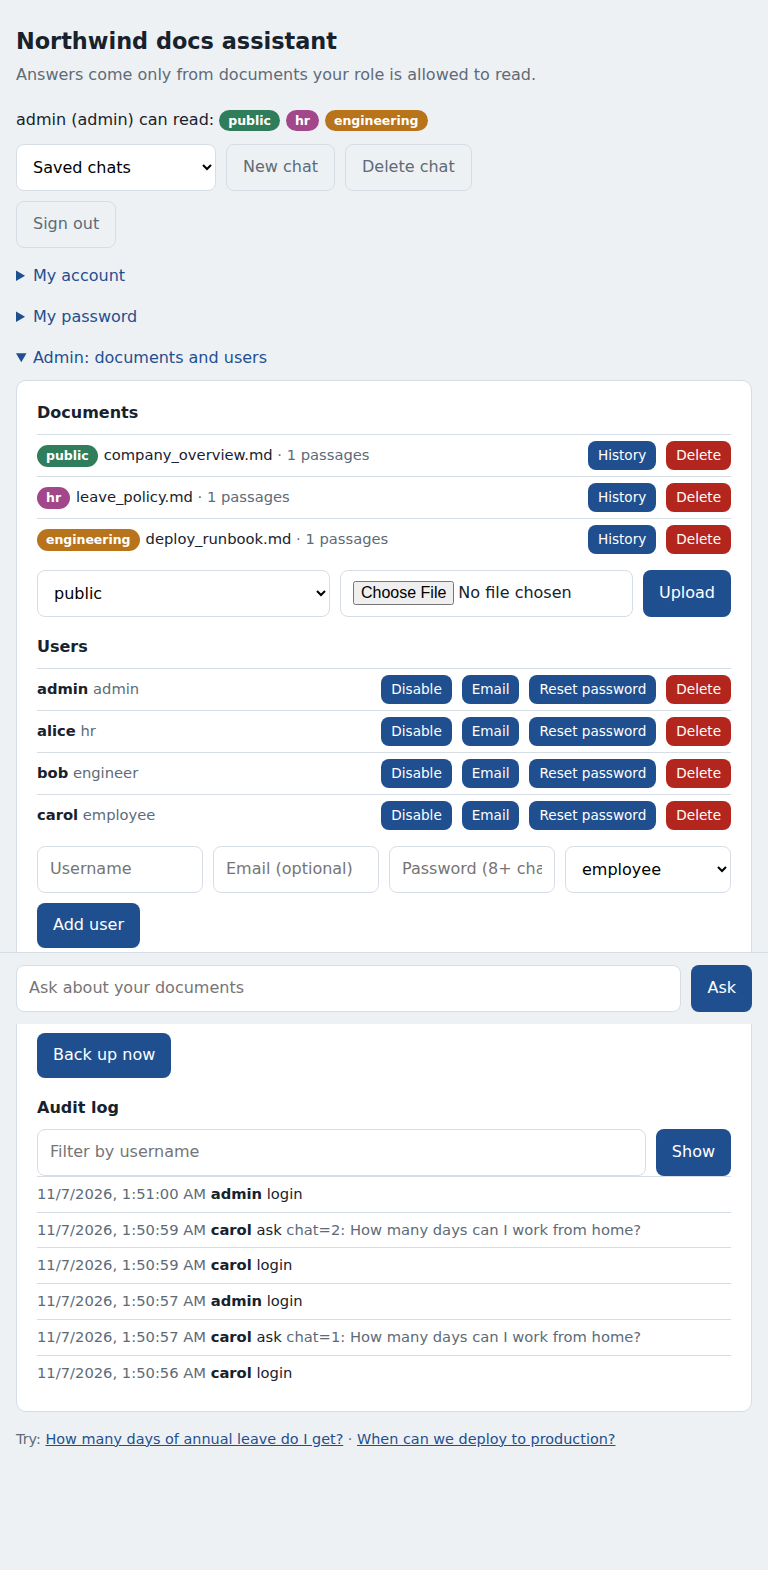 Northwind docs assistant
Answers come only from documents your role is allowed to read.
admin (admin) can read: public hr engineering
Saved chats New chat Delete chat
Sign out
My account
My password
Admin: documents and users
Documents
public company_overview.md · 1 passages History Delete
hr leave_policy.md · 1 passages History Delete
engineering deploy_runbook.md · 1 passages History Delete
public Choose File No file chosen Upload
Users
admin admin Disable Email Reset password Delete
alice hr Disable Email Reset password Delete
bob engineer Disable Email Reset password Delete
carol employee Disable Email Reset password Delete
Username Email (optional) Password (8+ cha employee
Add user
Ask about your documents Ask
Back up now
Audit log
Filter by username Show
11/7/2026, 1:51:00 AM admin login
11/7/2026, 1:50:59 AM carol ask chat=2: How many days can I work from home?
11/7/2026, 1:50:59 AM carol login
11/7/2026, 1:50:57 AM admin login
11/7/2026, 1:50:57 AM carol ask chat=1: How many days can I work from home?
11/7/2026, 1:50:56 AM carol login
Try: How many days of annual leave do I get? · When can we deploy to production?